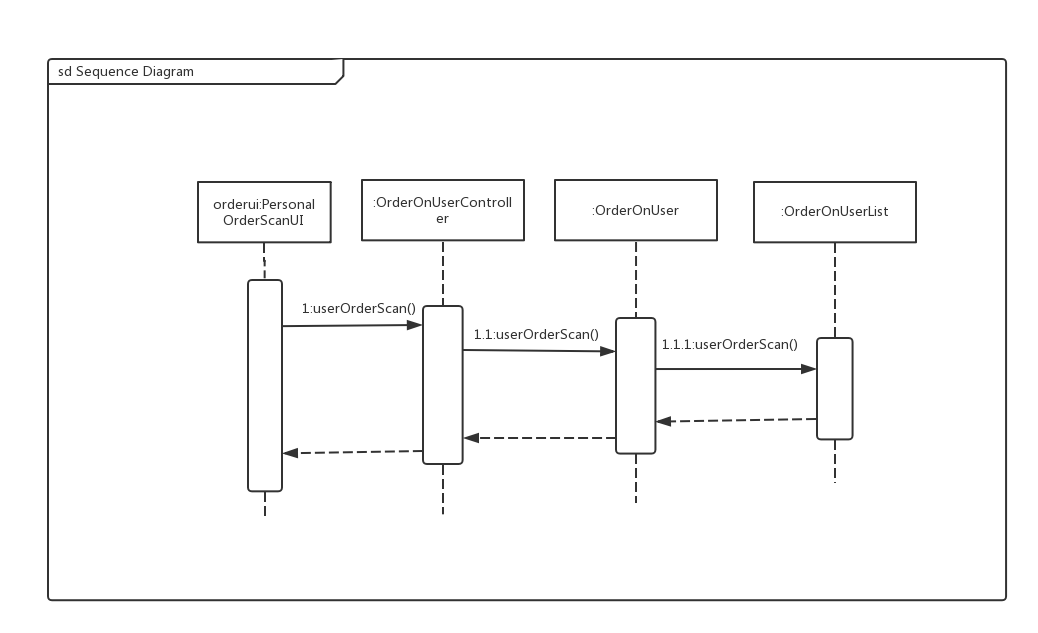 sd Sequence Diagram
orderui:Personal
OrderScanUI
:OrderOnUserControll
er
:OrderOnUser
:OrderOnUserList
1:userOrderScan()
1.1:userOrderScan()
1.1.1:userOrderScan()